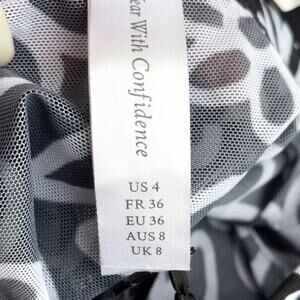 With Confidence
US 4
FR 36
EU 36
AUS 8
UK 8